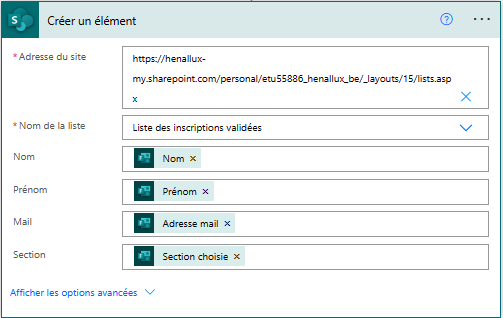 Créer un élément
* Adresse du site
https://henallux-
my.sharepoint.com/personal/etu55886_henallux_be/_layouts/15/lists.asp
x
* Nom de la liste
Liste des inscriptions validées
Nom
Nom ×
Prénom
Prénom ×
Mail
Adresse mail ×
Section
Section choisie ×
Afficher les options avancées